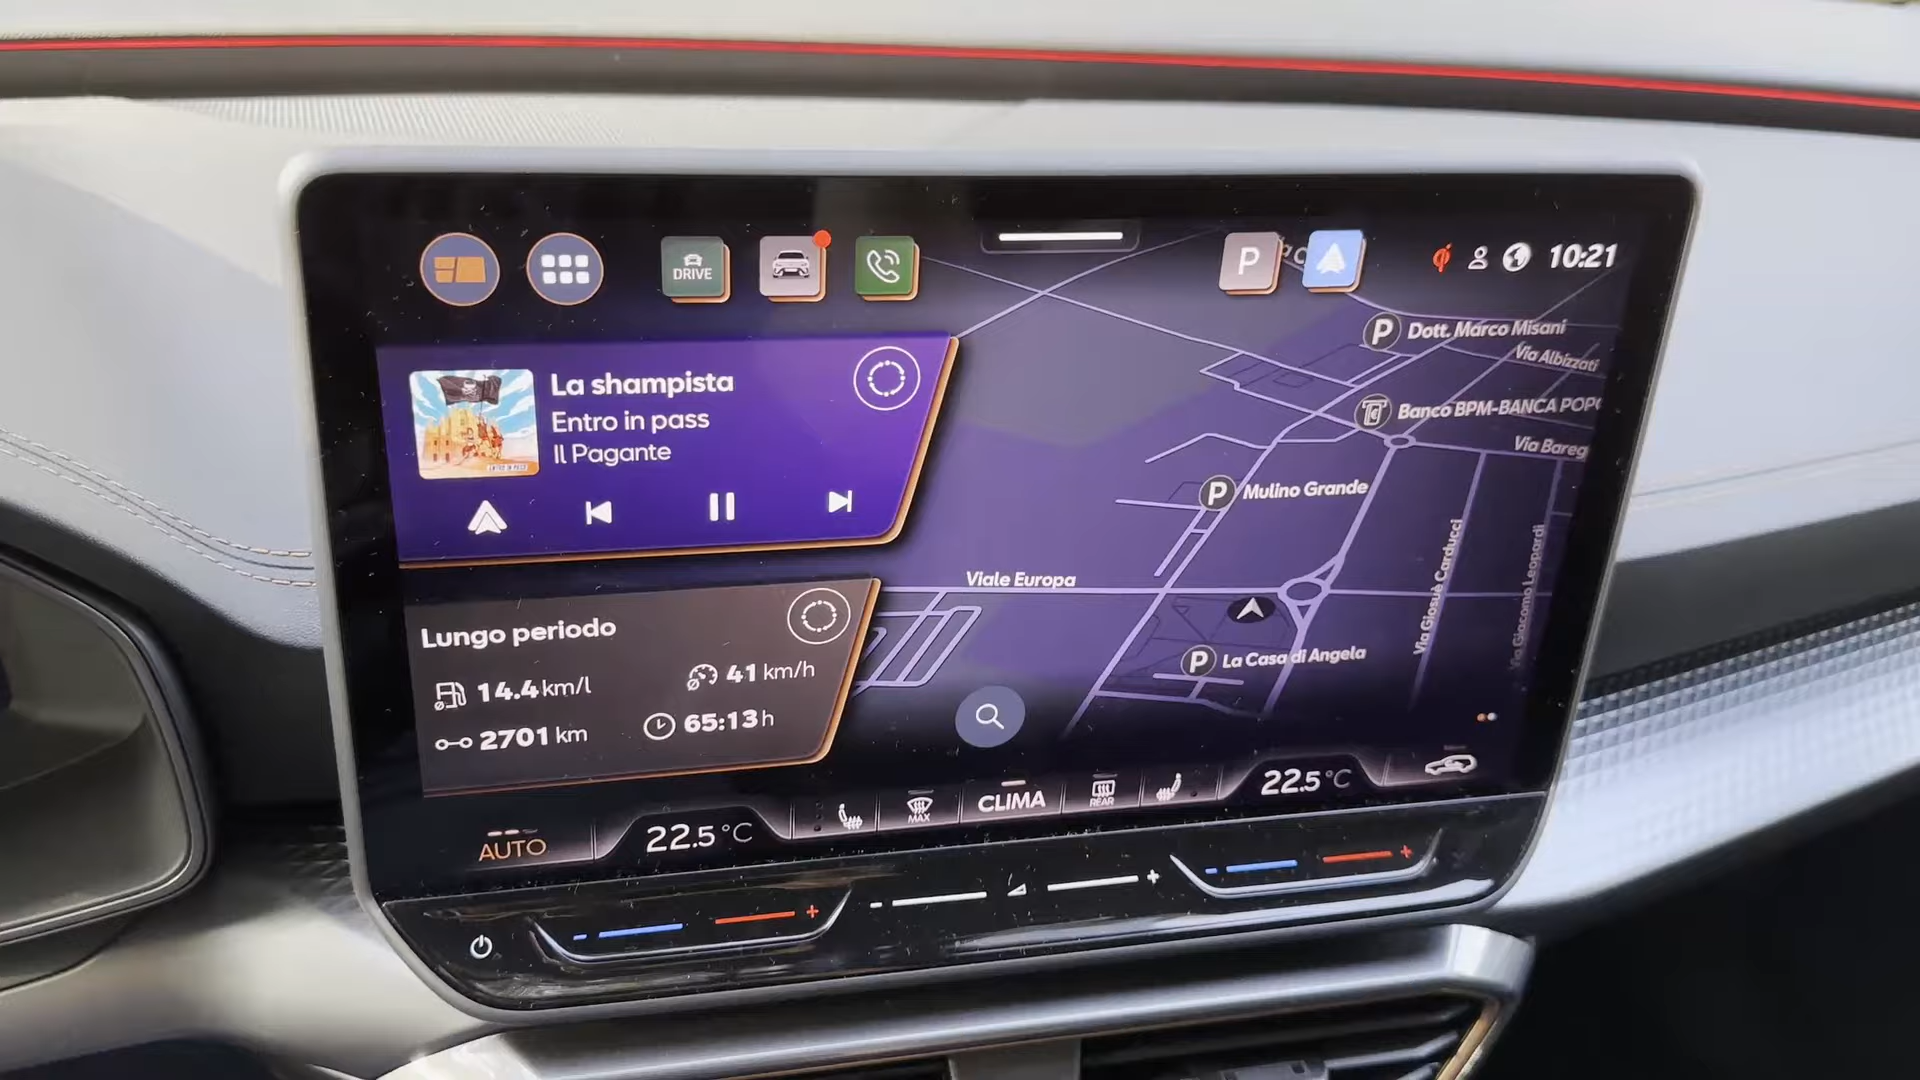 DRIVE
P
10:21
La shampista
Entro in pass
Il Pagante
Lungo periodo
14.4 km/l
41 km/h
2701 km
65:13 h
P Dott. Marco Misani
Via Albizzati
Banco BPM-BANCA POP
Via Bareg
P Mulino Grande
Viale Europa
Via Giosuè Carducci
Via Giacomo Leopardi
P La Casa di Angela
AUTO
22.5 °C
MAX
CLIMA
REAR
22.5 °C
- +
- +
- +